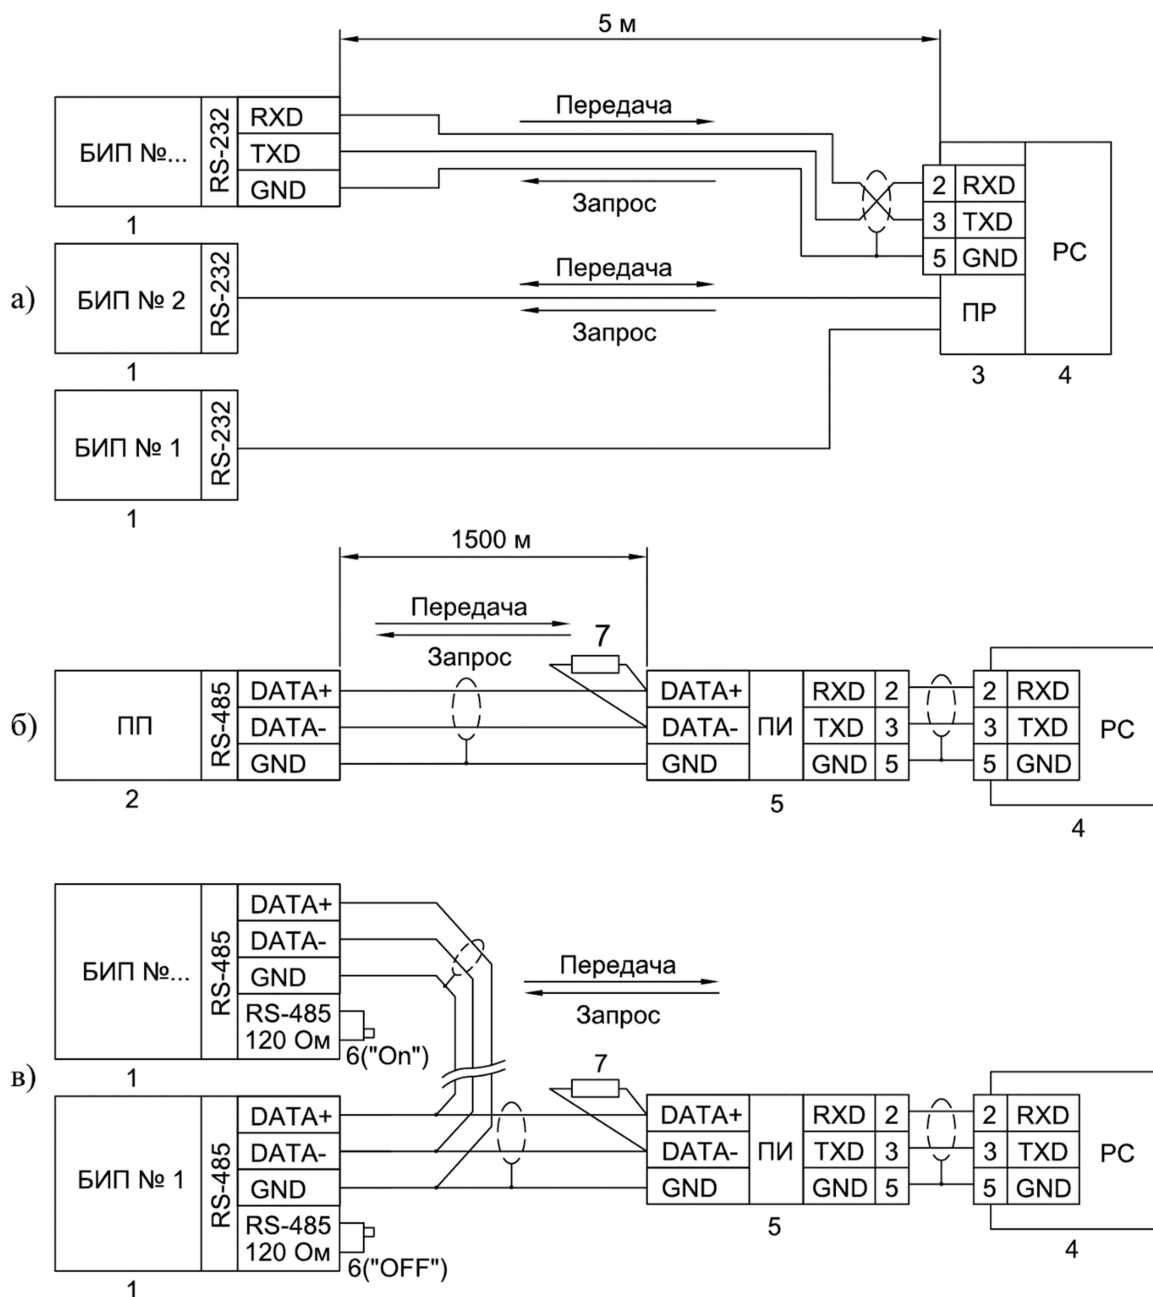 5 м
а)
БИП №...
RS-232
RXD
TXD
GND
1
Передача
Запрос
2 RXD
3 TXD
5 GND
ПР
3
РС
4
БИП № 2
RS-232
1
Передача
Запрос
БИП № 1
RS-232
1
1500 м
б)
ПП
RS-485
DATA+
DATA-
GND
2
Передача
Запрос
7
DATA+
DATA-
GND
ПИ
RXD 2
TXD 3
GND 5
5
2 RXD
3 TXD
5 GND
РС
4
в)
БИП №...
RS-485
DATA+
DATA-
GND
RS-485
120 Ом
6("On")
1
Передача
Запрос
БИП № 1
RS-485
DATA+
DATA-
GND
RS-485
120 Ом
6("OFF")
1
7
DATA+
DATA-
GND
ПИ
RXD 2
TXD 3
GND 5
5
2 RXD
3 TXD
5 GND
РС
4